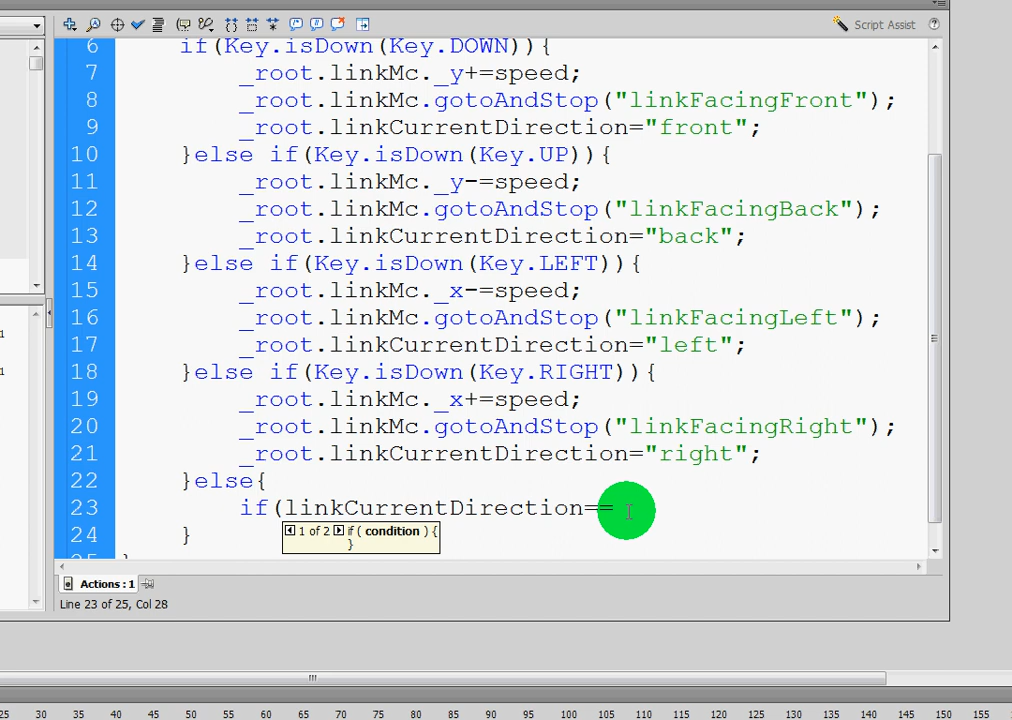 Script Assist
6 if(Key.isDown(Key.DOWN)){
7 _root.linkMc._y+=speed;
8 _root.linkMc.gotoAndStop("linkFacingFront");
9 _root.linkCurrentDirection="front";
10 }else if(Key.isDown(Key.UP)){
11 _root.linkMc._y-=speed;
12 _root.linkMc.gotoAndStop("linkFacingBack");
13 _root.linkCurrentDirection="back";
14 }else if(Key.isDown(Key.LEFT)){
15 _root.linkMc._x-=speed;
16 _root.linkMc.gotoAndStop("linkFacingLeft");
17 _root.linkCurrentDirection="left";
18 }else if(Key.isDown(Key.RIGHT)){
19 _root.linkMc._x+=speed;
20 _root.linkMc.gotoAndStop("linkFacingRight");
21 _root.linkCurrentDirection="right";
22 }else{
23 if(linkCurrentDirection==
1 of 2 if ( condition ) {
}
24 }
Actions : 1
Line 23 of 25, Col 28
25 30 35 40 45 50 55 60 65 70 75 80 85 90 95 100 105 110 115 120 125 130 135 140 145 150 155